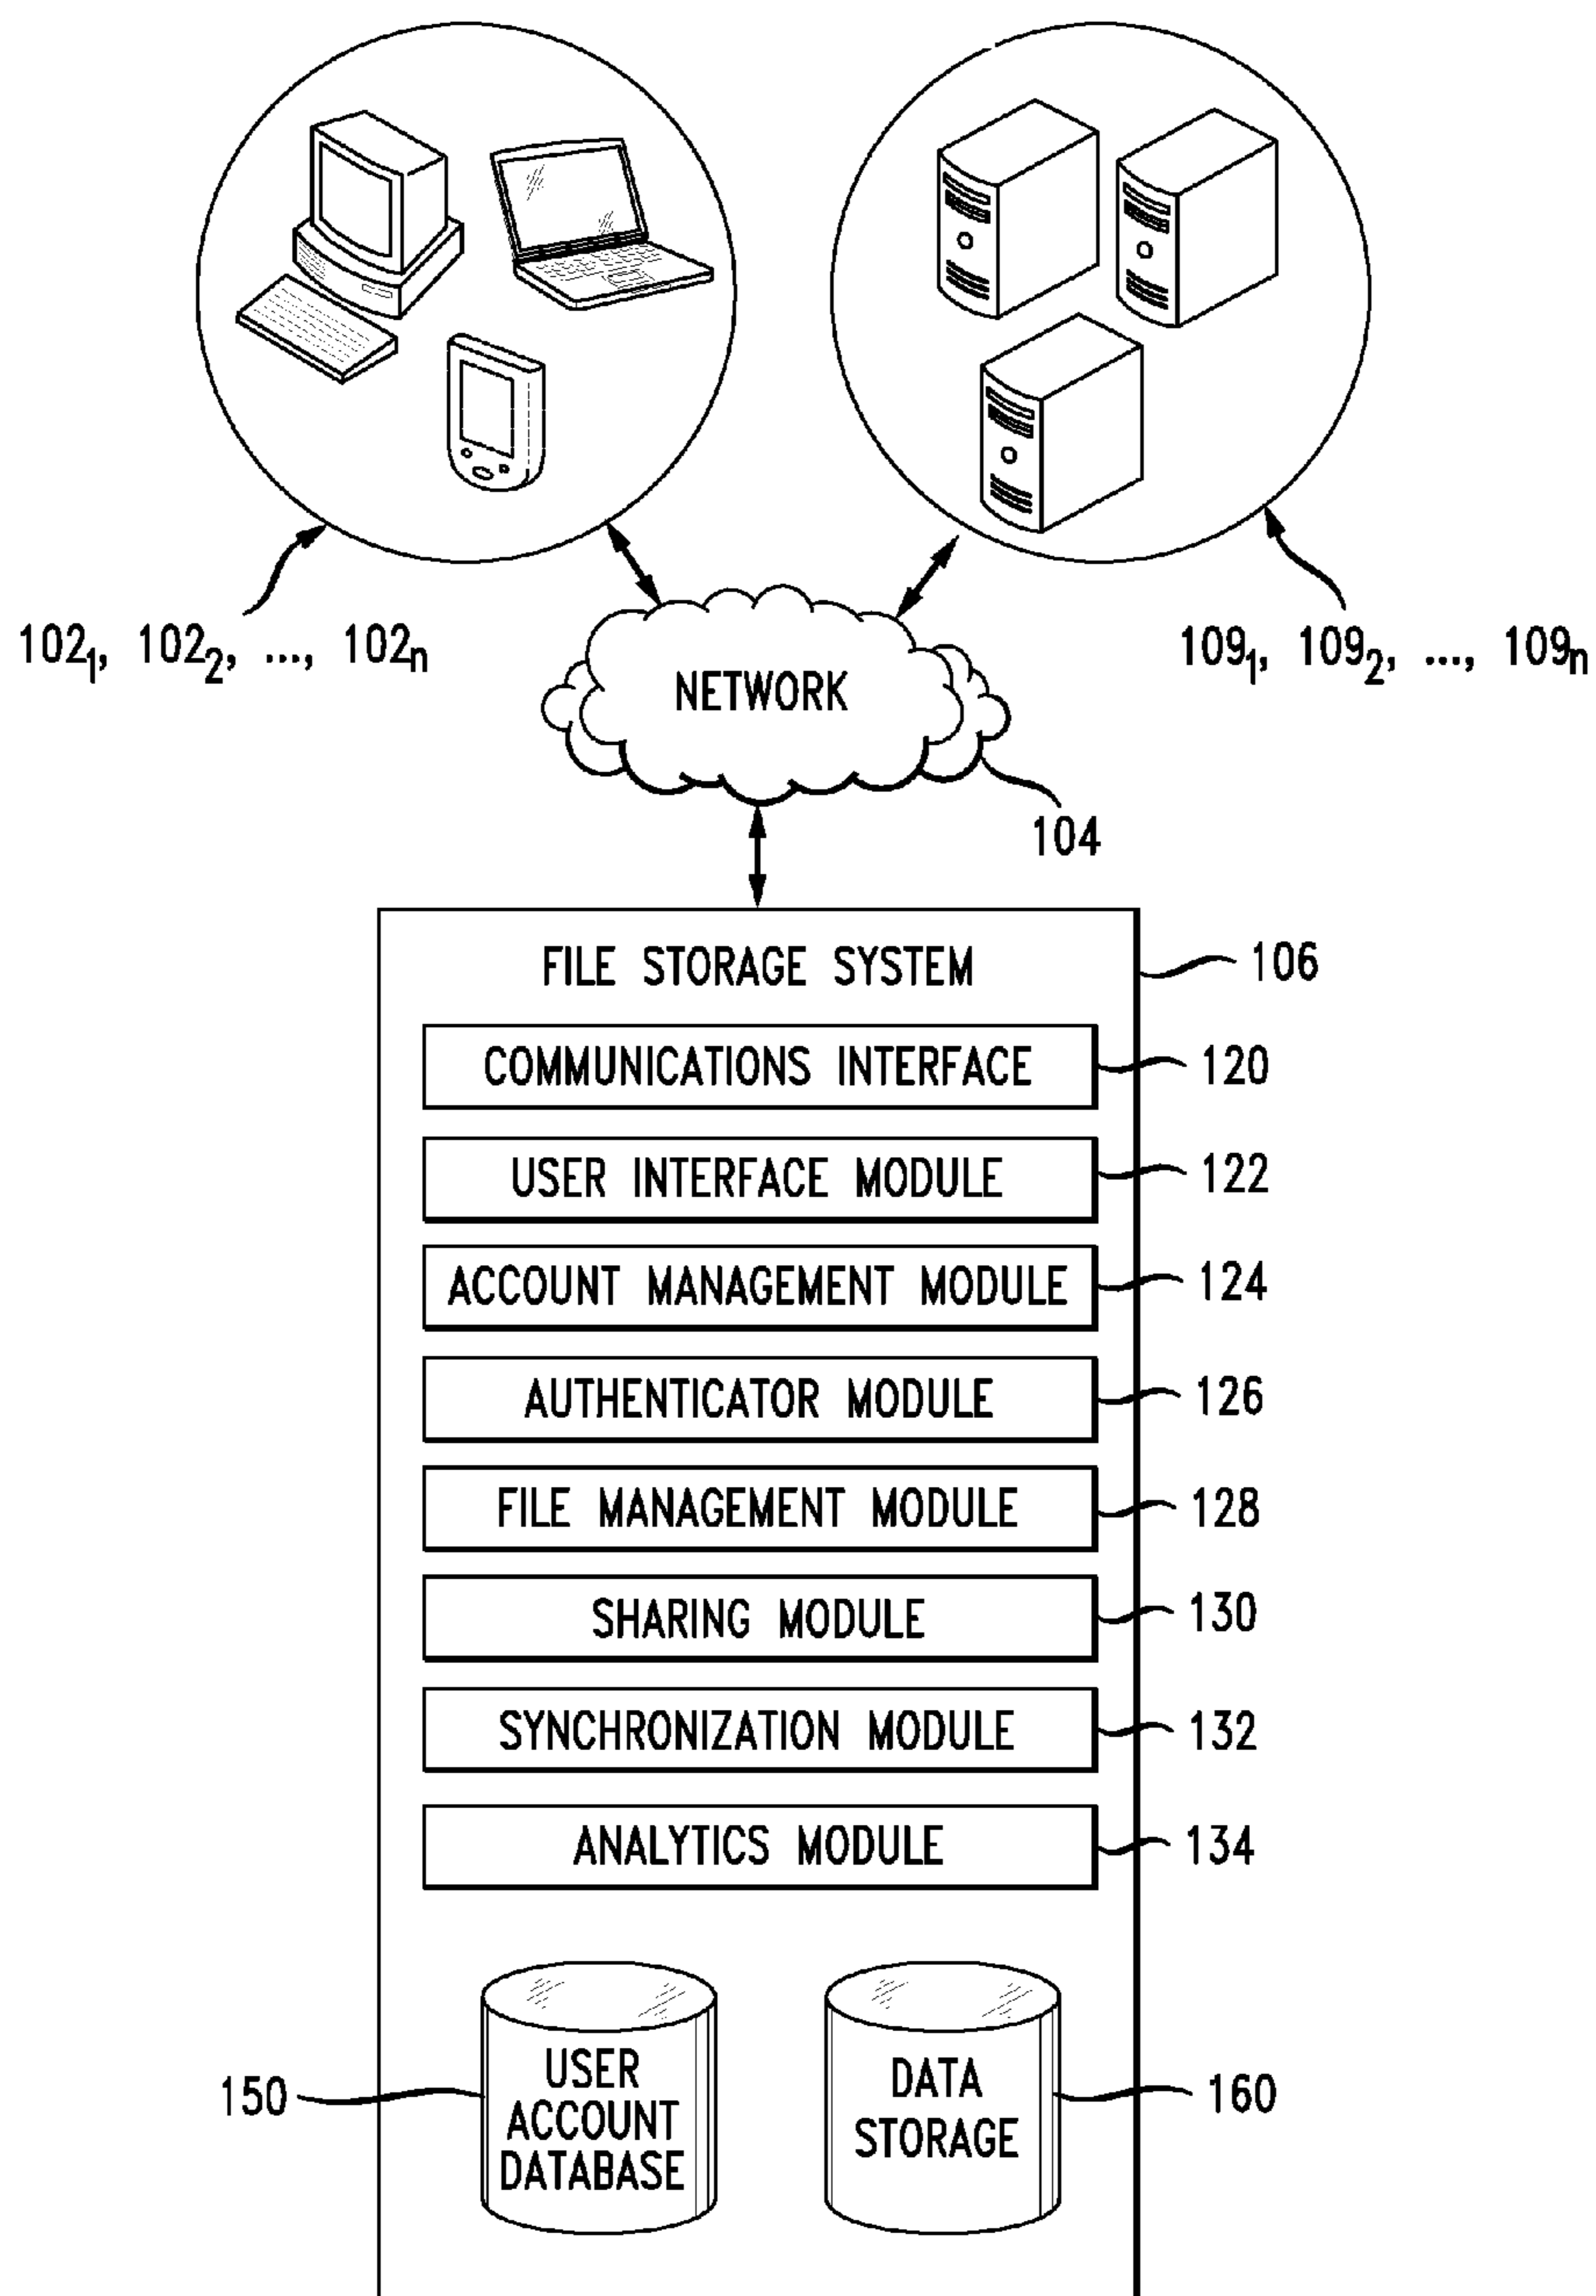 102₁, 102₂, ..., 102ₙ
109₁, 109₂, ..., 109ₙ
NETWORK
104
FILE STORAGE SYSTEM
106
COMMUNICATIONS INTERFACE
120
USER INTERFACE MODULE
122
ACCOUNT MANAGEMENT MODULE
124
AUTHENTICATOR MODULE
126
FILE MANAGEMENT MODULE
128
SHARING MODULE
130
SYNCHRONIZATION MODULE
132
ANALYTICS MODULE
134
150
USER
ACCOUNT
DATABASE
DATA
STORAGE
160